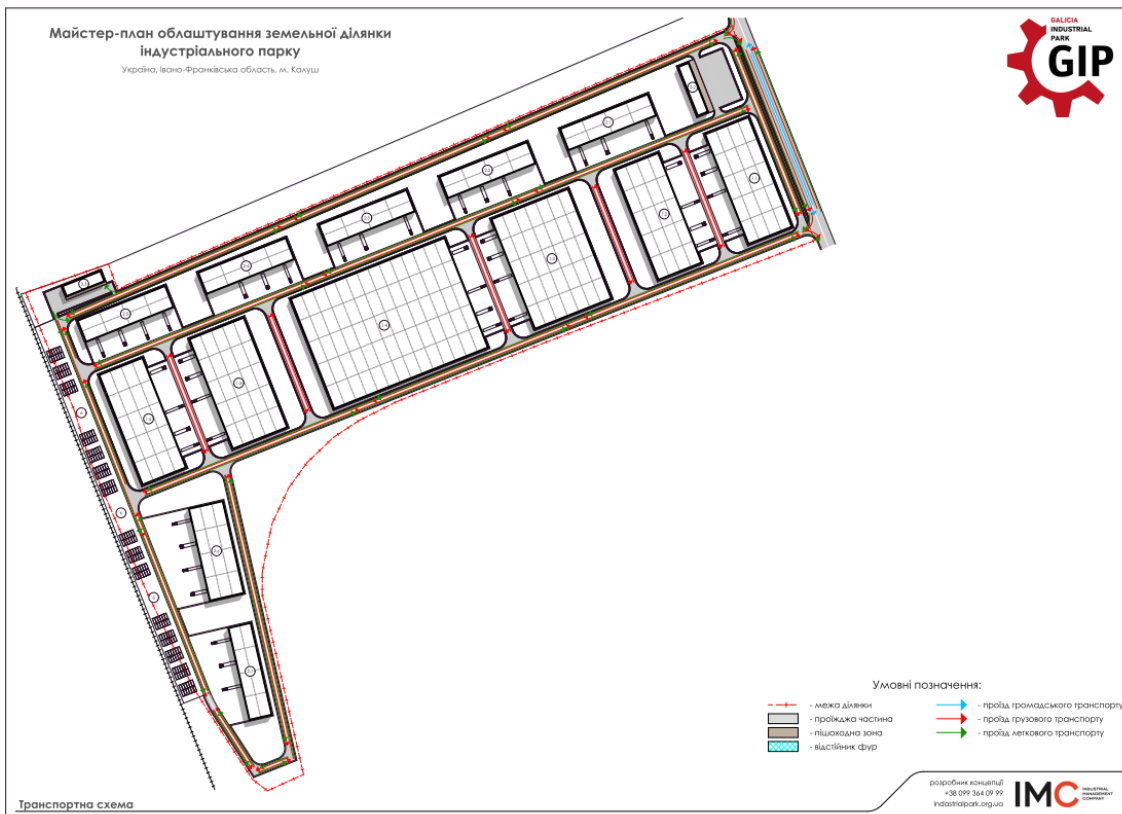 Майстер-план облаштування земельної ділянки
індустріального парку
Україна, Івано-Франківська область, м. Калуш
GALICIA
INDUSTRIAL
PARK
GIP
Умовні позначення:
- межа ділянки
- проїжджа частина
- пішоходна зона
- відстійник фур
- проїзд громадського транспорту
- проїзд грузового транспорту
- проїзд легкового транспорту
Транспортна схема
розробник концепції
+38 099 364 09 99
industrialpark.org.ua
IMC
INDUSTRIAL
MANAGEMENT
COMPANY